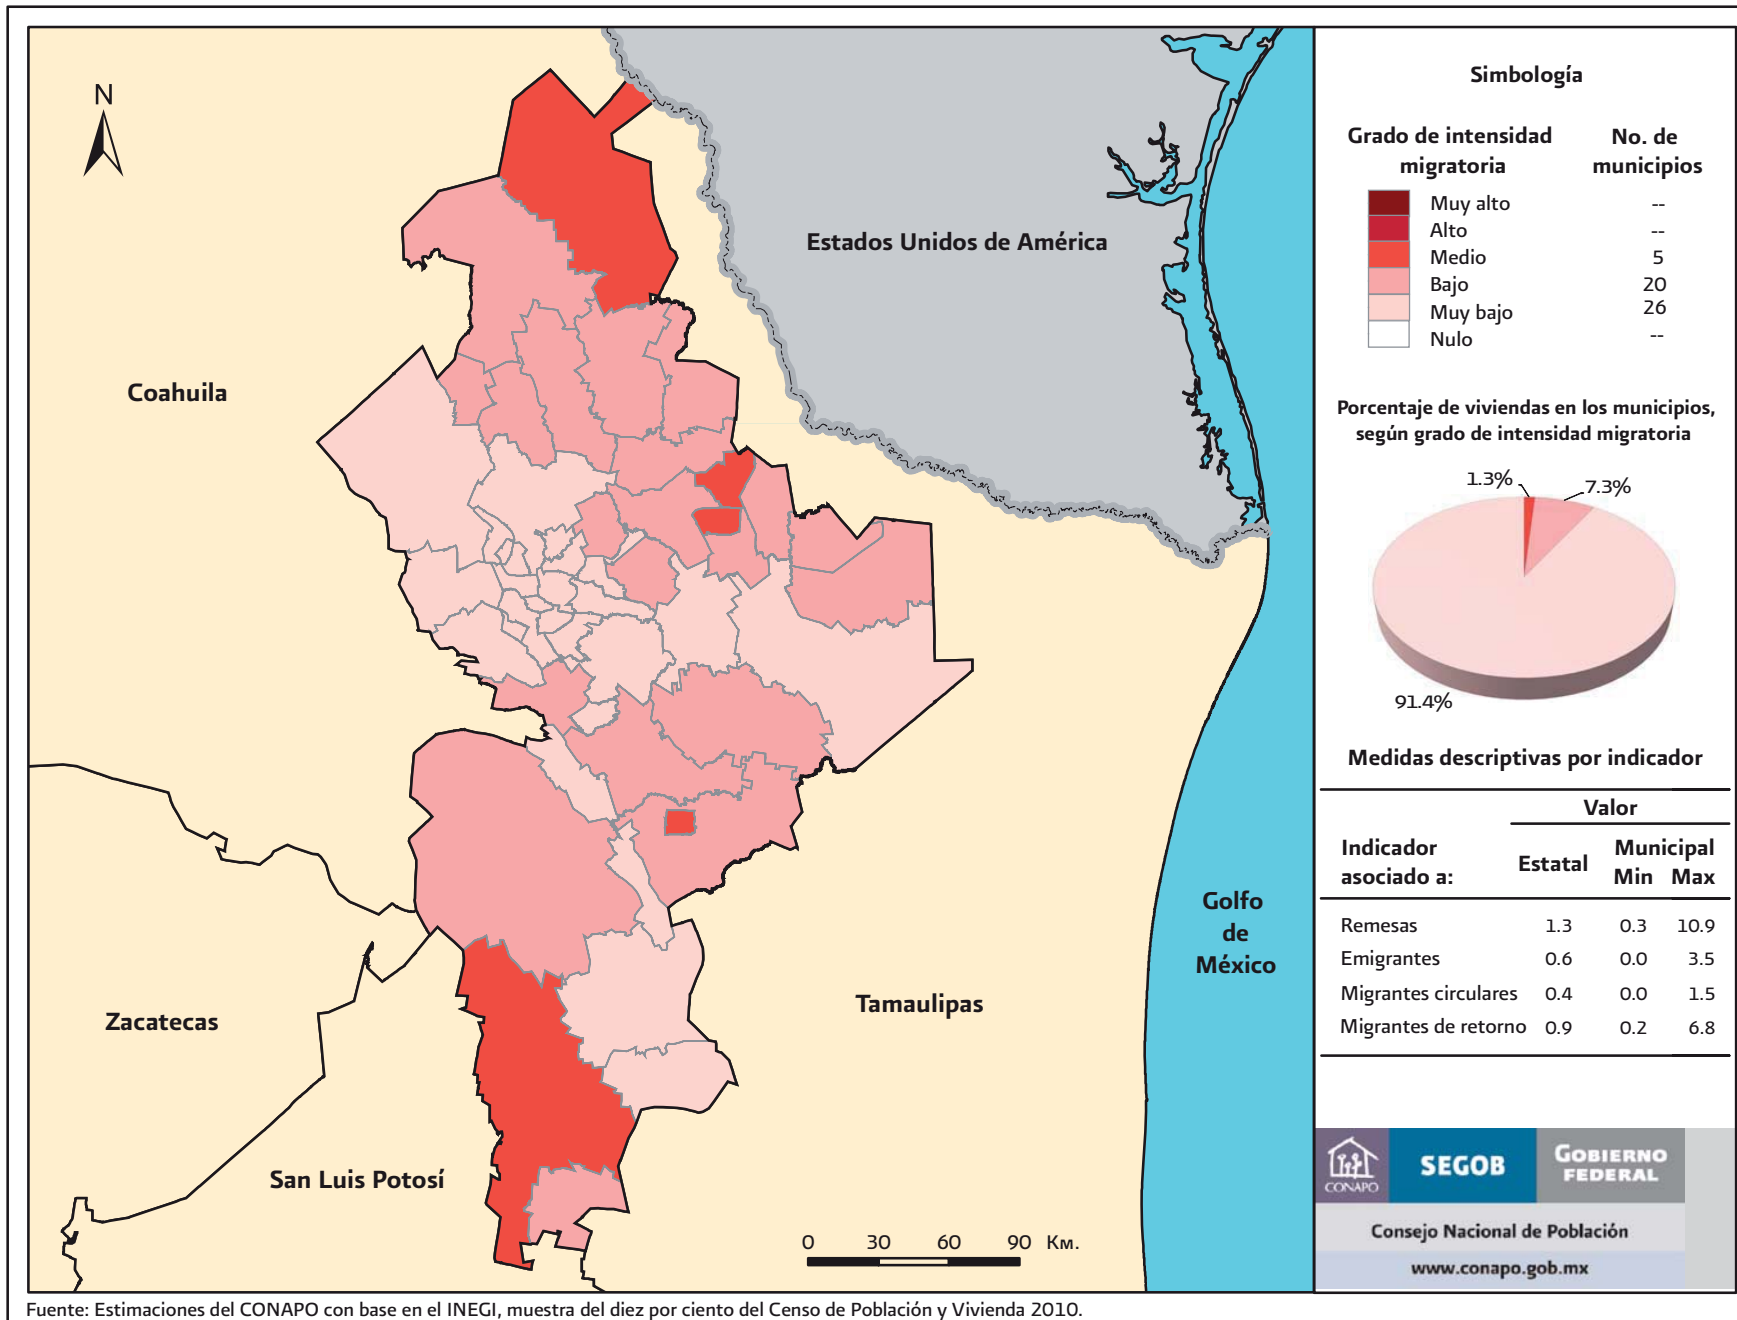 N
Estados Unidos de América
Coahuila
Zacatecas
San Luis Potosí
Tamaulipas
Golfo
de
México
0 30 60 90 Km.
Simbología
Grado de intensidad
migratoria
No. de
municipios
Muy alto --
Alto --
Medio 5
Bajo 20
Muy bajo 26
Nulo --
Porcentaje de viviendas en los municipios,
según grado de intensidad migratoria
1.3%
7.3%
91.4%
Medidas descriptivas por indicador
Valor
Indicador
asociado a:
Estatal
Municipal
Min Max
Remesas 1.3 0.3 10.9
Emigrantes 0.6 0.0 3.5
Migrantes circulares 0.4 0.0 1.5
Migrantes de retorno 0.9 0.2 6.8
CONAPO
SEGOB
GOBIERNO
FEDERAL
Consejo Nacional de Población
www.conapo.gob.mx
Fuente: Estimaciones del CONAPO con base en el INEGI, muestra del diez por ciento del Censo de Población y Vivienda 2010.